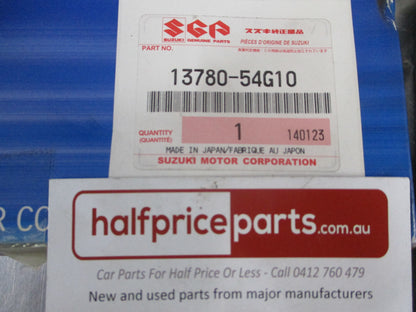 SGP
スズキ純正部品
SUZUKI GENUINE PARTS
PIÈCES D'ORIGINE DE SUZUKI
PART NO.
13780-54G10
QUANTITY
(QUANTITÉ)
1
140123
MADE IN JAPAN/FABRIQUE AU JAPON
SUZUKI MOTOR CORPORATION
R CO
halfpriceparts.com.au
Car Parts For Half Price Or Less - Call 0412 760 479
New and used parts from major manufacturers